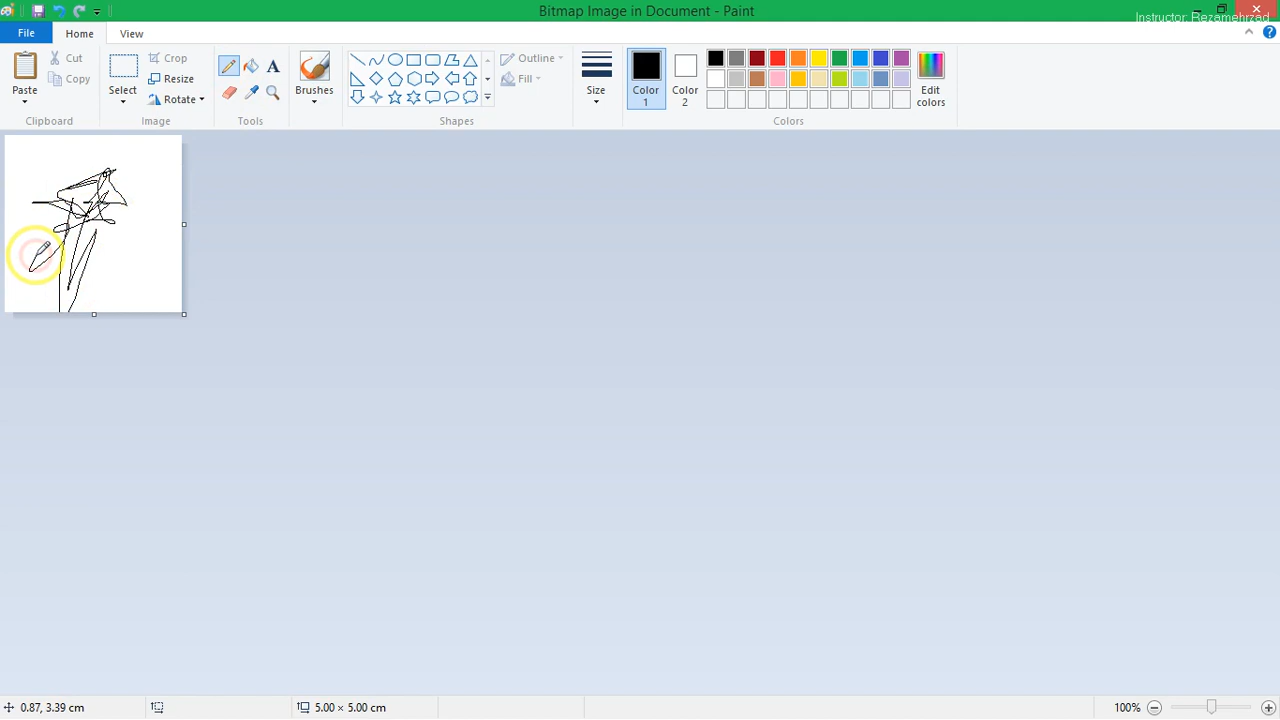 Bitmap Image in Document - Paint
Instructor: Rezamehrzad
File Home View
Paste
Cut
Copy
Clipboard
Select
Crop
Resize
Rotate
Image
A
Tools
Brushes
Outline
Fill
Shapes
Size
Color 1
Color 2
Edit colors
Colors
0.87, 3.39 cm
5.00 × 5.00 cm
100%